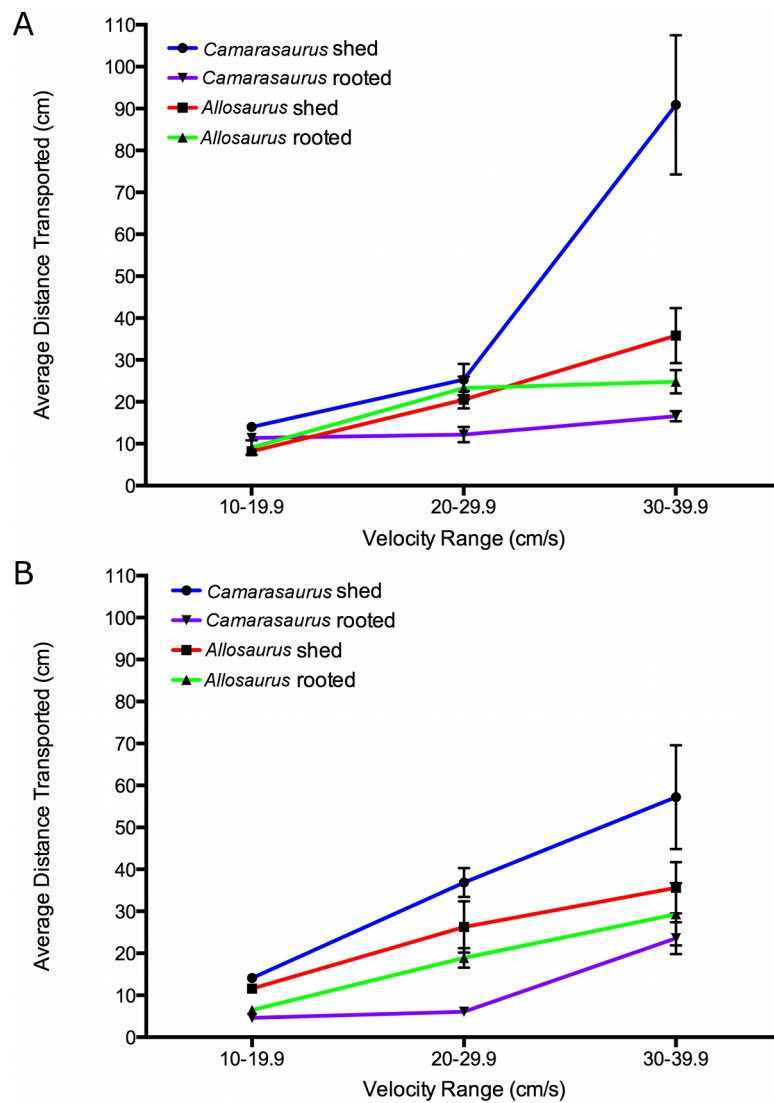 A
Camarasaurus shed
Camarasaurus rooted
Allosaurus shed
Allosaurus rooted
Average Distance Transported (cm)
110
100
90
80
70
60
50
40
30
20
10
0
10-19.9 20-29.9 30-39.9
Velocity Range (cm/s)
B
Camarasaurus shed
Camarasaurus rooted
Allosaurus shed
Allosaurus rooted
Average Distance Transported (cm)
110
100
90
80
70
60
50
40
30
20
10
0
10-19.9 20-29.9 30-39.9
Velocity Range (cm/s)